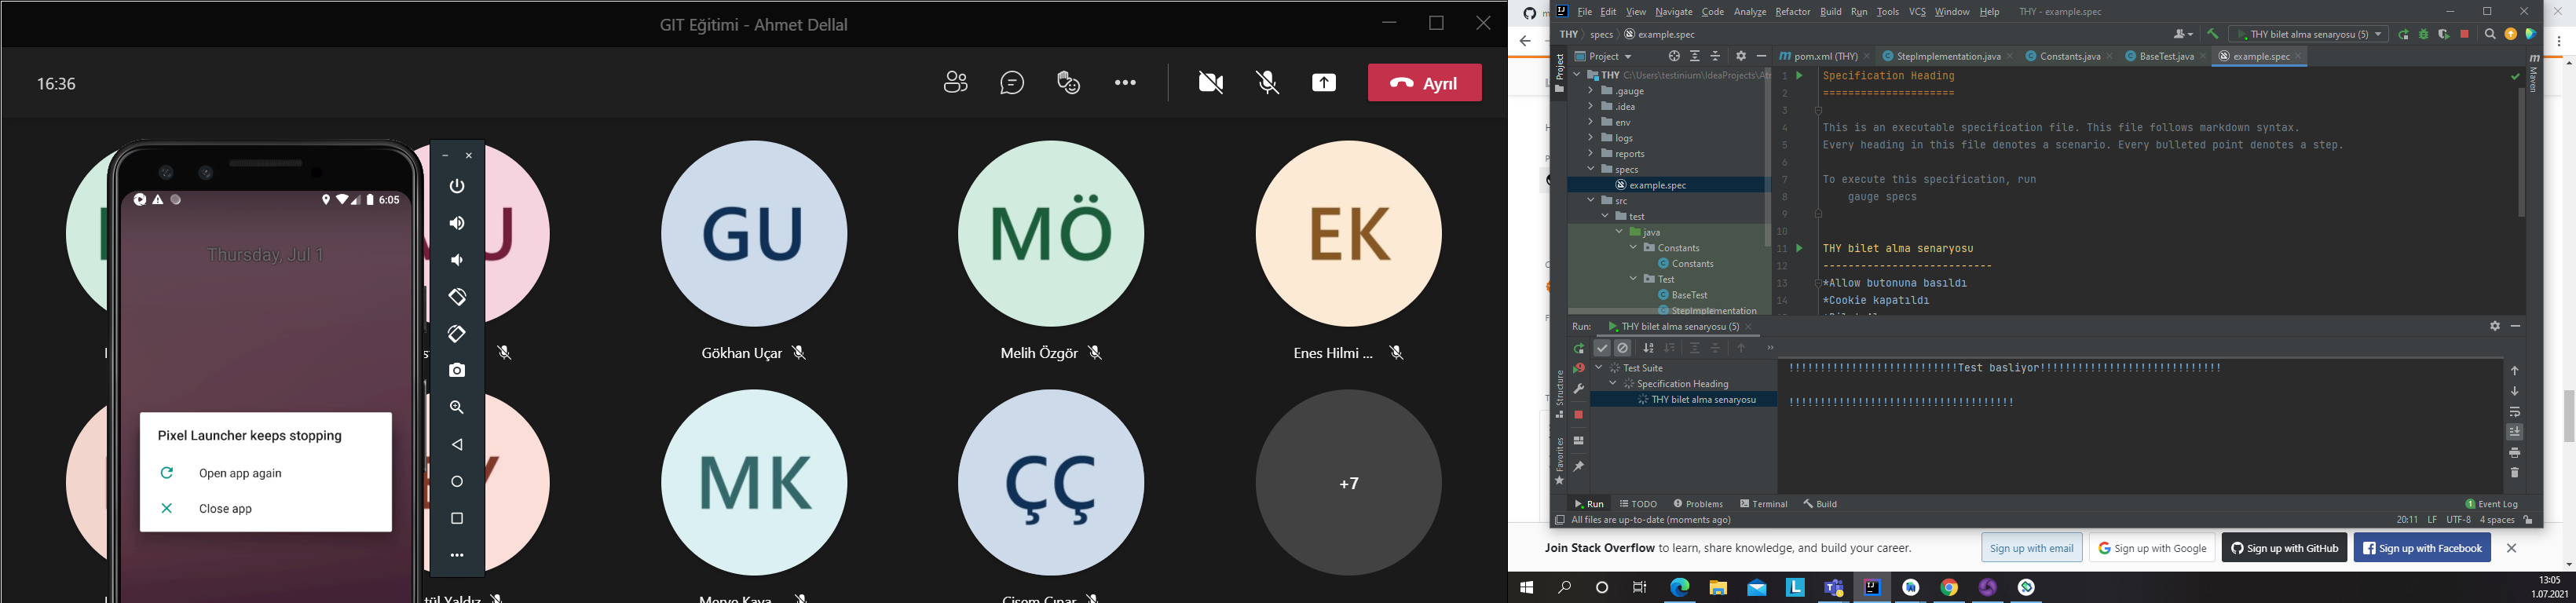 GIT Eğitimi - Ahmet Dellal
16:36
Ayrıl
6:05
Thursday, Jul 1
Pixel Launcher keeps stopping
Open app again
Close app
GU
MÖ
EK
Gökhan Uçar
Melih Özgör
Enes Hilmi ...
MK
ÇÇ
+7
File Edit View Navigate Code Analyze Refactor Build Run Tools VCS Window Help THY - example.spec
THY specs example.spec
THY bilet alma senaryosu (5)
Project
pom.xml (THY) StepImplementation.java Constants.java BaseTest.java example.spec
THY C:\Users\testinium\IdeaProjects\
.gauge
.idea
env
logs
reports
specs
example.spec
src
test
java
Constants
Constants
Test
BaseTest
StepImplementation
Project
Structure
Favorites
Maven
1 Specification Heading
2 =====================
3
4 This is an executable specification file. This file follows markdown syntax.
5 Every heading in this file denotes a scenario. Every bulleted point denotes a step.
6
7 To execute this specification, run
8 gauge specs
9
10
11 THY bilet alma senaryosu
12 ---------------------------
13 *Allow butonuna basıldı
14 *Cookie kapatıldı
Run: THY bilet alma senaryosu (5)
Test Suite
Specification Heading
THY bilet alma senaryosu
!!!!!!!!!!!!!!!!!!!!!!!!!!!Test basliyor!!!!!!!!!!!!!!!!!!!!!!!!!!!!!
!!!!!!!!!!!!!!!!!!!!!!!!!!!!!!!!!!!!
Run TODO Problems Terminal Build 1 Event Log
All files are up-to-date (moments ago) 20:11 LF UTF-8 4 spaces
Join Stack Overflow to learn, share knowledge, and build your career.
Sign up with email Sign up with Google Sign up with GitHub Sign up with Facebook
13:05
1.07.2021